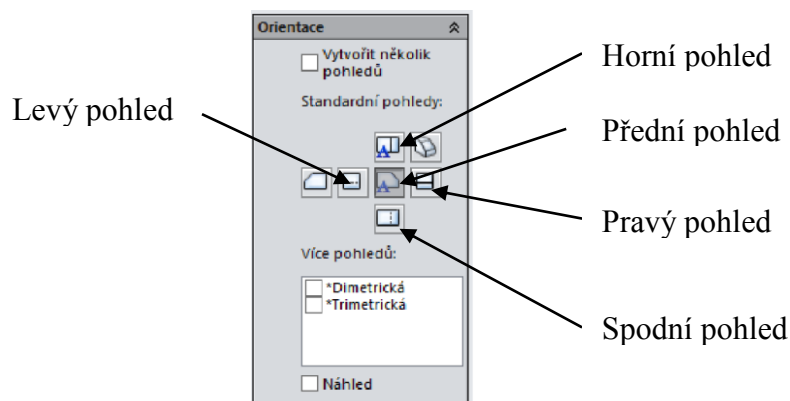 Orientace
Vytvořit několik
pohledů
Horní pohled
Levý pohled
Standardní pohledy:
A
Přední pohled
A
Pravý pohled
Více pohledů:
*Dimetrická
*Trimetrická
Spodní pohled
Náhled